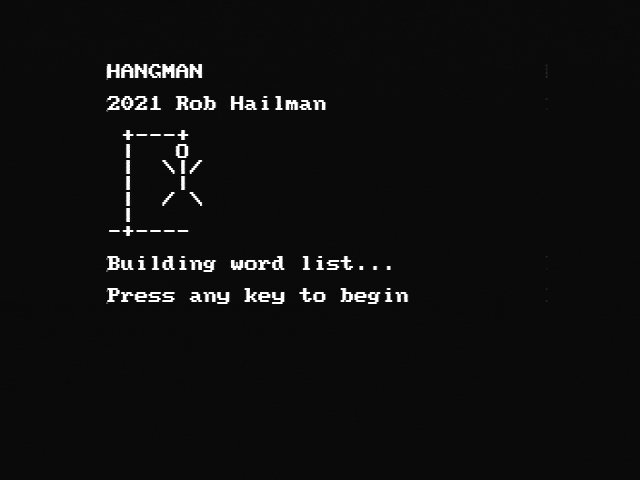 HANGMAN
2021 Rob Hailman
 +---+
 |   O
 |  \|/
 |   |
 |  / \
 |
-+----
Building word list...
Press any key to begin